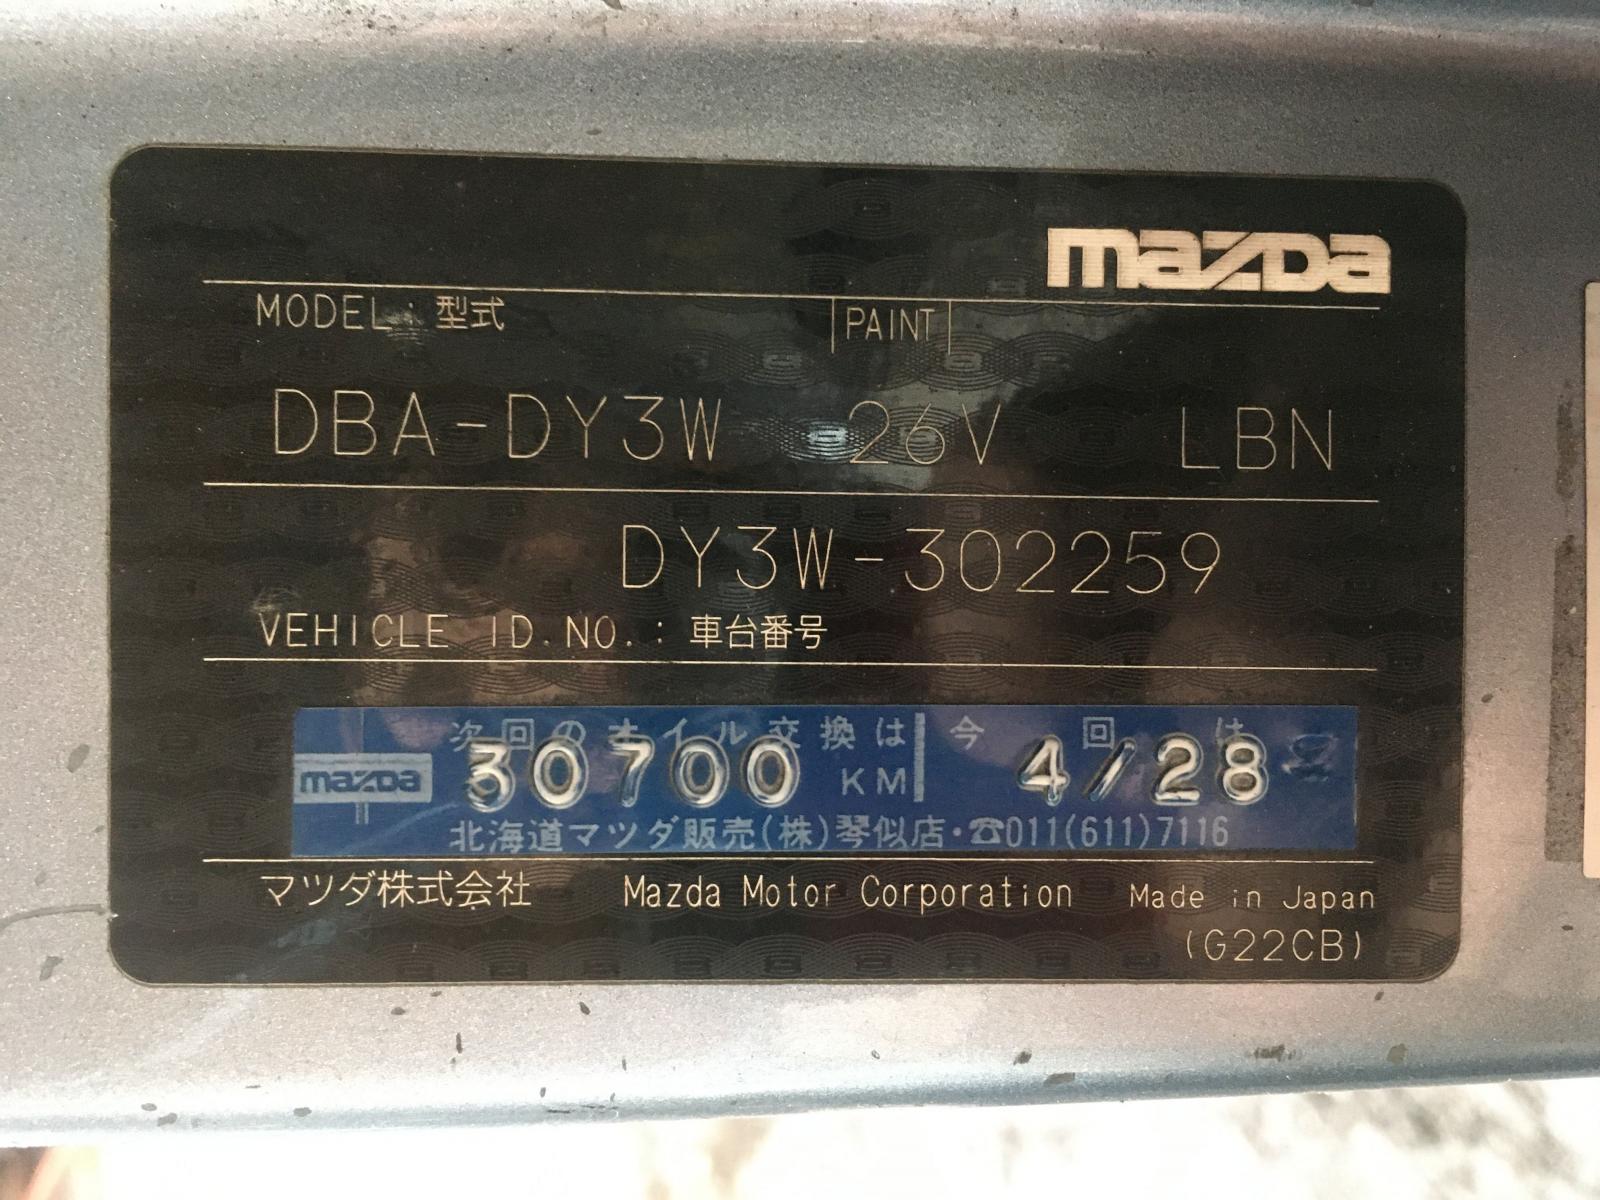 mazda
MODEL : 型式 PAINT
DBA-DY3W 26V LBN
DY3W-302259
VEHICLE ID.NO. : 車台番号
次回のオイル交換は 今回は
mazda 30700 KM 4/28
北海道マツダ販売(株)琴似店・☎011(611)7116
マツダ株式会社 Mazda Motor Corporation Made in Japan
(G22CB)